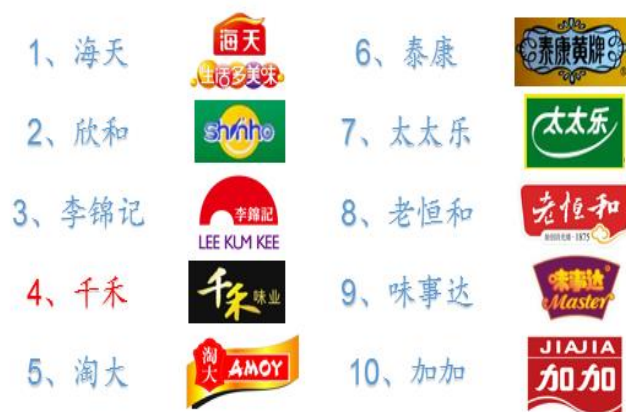 1、海天
海天
生活多美味
2、欣和
shinho
3、李锦记
李錦記
LEE KUM KEE
4、千禾
千禾味业
5、淘大
淘大
AMOY
6、泰康
泰康黄牌
7、太太乐
太太乐
8、老恒和
老恒和
1875
9、味事达
味事达
Master
10、加加
JIAJIA
加加